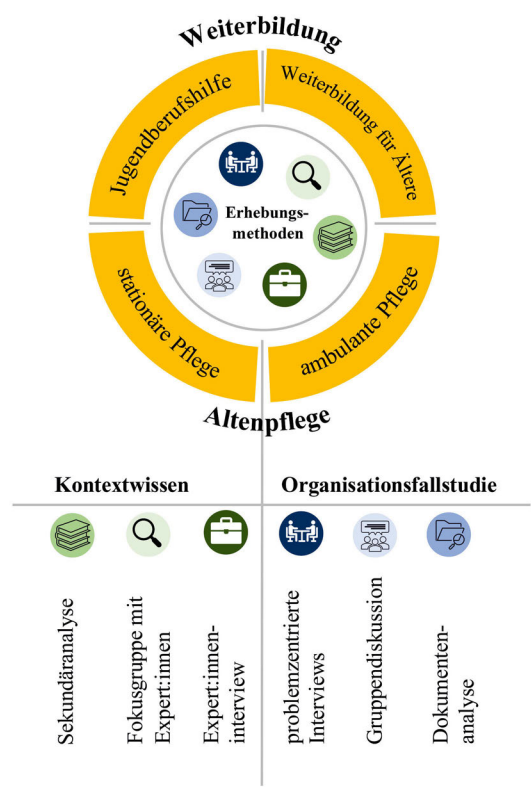 Weiterbildung
Jugendberufshilfe
Weiterbildung für Ältere
Erhebungs-
methoden
stationäre Pflege
ambulante Pflege
Altenpflege
Kontextwissen
Organisationsfallstudie
Sekundäranalyse
Fokusgruppe mit
Expert:innen
Expert:innen-
interview
problemzentrierte
Interviews
Gruppendiskussion
Dokumenten-
analyse